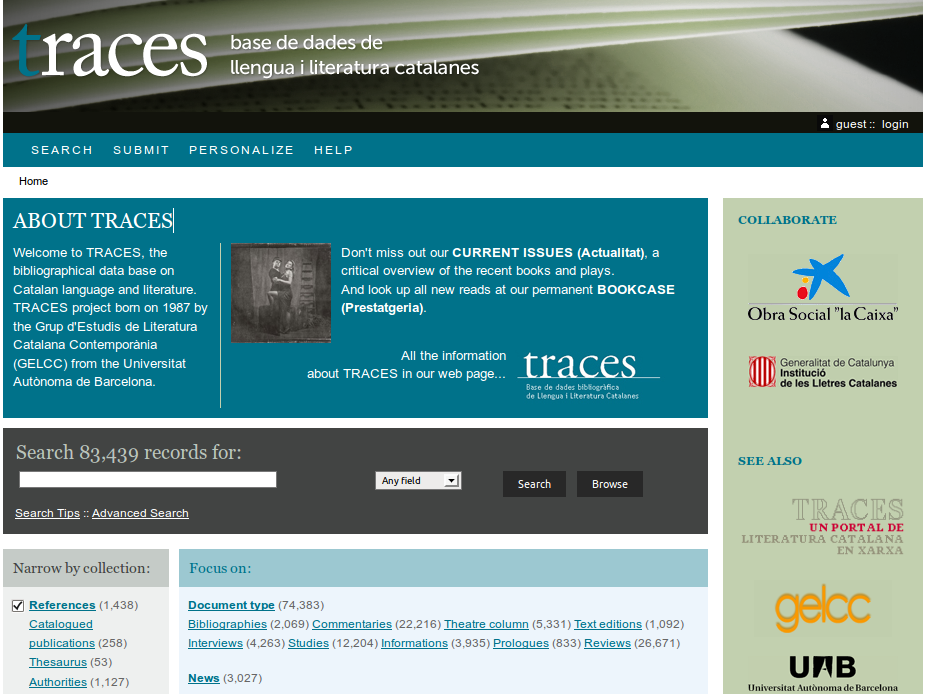 traces
base de dades de
llengua i literatura catalanes
guest :: login
SEARCH SUBMIT PERSONALIZE HELP
Home
ABOUT TRACES
Welcome to TRACES, the
bibliographical data base on
Catalan language and literature.
TRACES project born on 1987 by
the Grup d'Estudis de Literatura
Catalana Contemporània
(GELCC) from the Universitat
Autònoma de Barcelona.
Don't miss out our CURRENT ISSUES (Actualitat), a
critical overview of the recent books and plays.
And look up all new reads at our permanent BOOKCASE
(Prestatgeria).
All the information
about TRACES in our web page...
traces
Base de dades bibliogràfica
de Llengua i Literatura Catalanes
Search 83,439 records for:
Any field
Search
Browse
Search Tips :: Advanced Search
Narrow by collection:
References (1,438)
Catalogued
publications (258)
Thesaurus (53)
Authorities (1,127)
Focus on:
Document type (74,383)
Bibliographies (2,069) Commentaries (22,216) Theatre column (5,331) Text editions (1,092)
Interviews (4,263) Studies (12,204) Informations (3,935) Prologues (833) Reviews (26,671)
News (3,027)
COLLABORATE
Obra Social "la Caixa"
Generalitat de Catalunya
Institució
de les Lletres Catalanes
SEE ALSO
TRACES
UN PORTAL DE
LITERATURA CATALANA
EN XARXA
gelcc
UAB
Universitat Autònoma de Barcelona